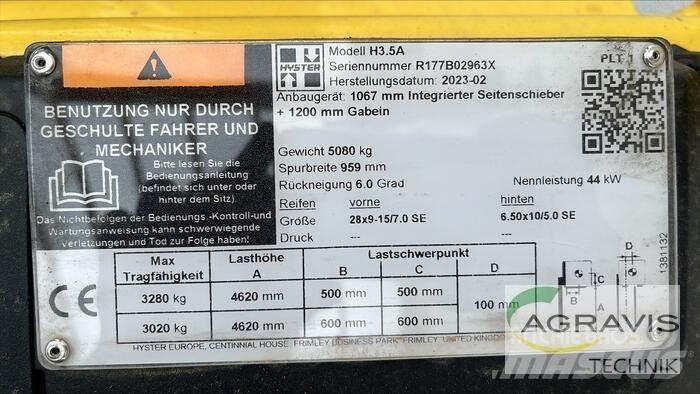 HYSTER
Modell H3.5A
Seriennummer R177B02963X
Herstellungsdatum: 2023-02
PLT 1
Anbaugerät: 1067 mm Integrierter Seitenschieber
+ 1200 mm Gabeln
BENUTZUNG NUR DURCH
GESCHULTE FAHRER UND
MECHANIKER
Bitte lesen Sie die
Bedienungsanleitung
(befindet sich unter oder
hinter dem Sitz).
Das Nichtbefolgen der Bedienungs.-Kontroll-und
Wartungsanweisung kann schwerwiegende
verletzungen und Tod zur Folge haben!
Gewicht 5080 kg
Spurbreite 959 mm
Rückneigung 6.0 Grad
Nennleistung 44 kW
Reifen vorne hinten
Größe 28x9-15/7.0 SE 6.50x10/5.0 SE
Druck --- ---
1381132
CE
Max Tragfähigkeit Lasthöhe A Lastschwerpunkt B C D
3280 kg 4620 mm 500 mm 500 mm 100 mm
3020 kg 4620 mm 600 mm 600 mm
D
B
C
A
HYSTER EUROPE, CENTINNIAL HOUSE, FRIMLEY BUSINESS PARK, FRIMLEY, UNITED KINGDOM
AGRAVIS
TECHNIK
MASCUS